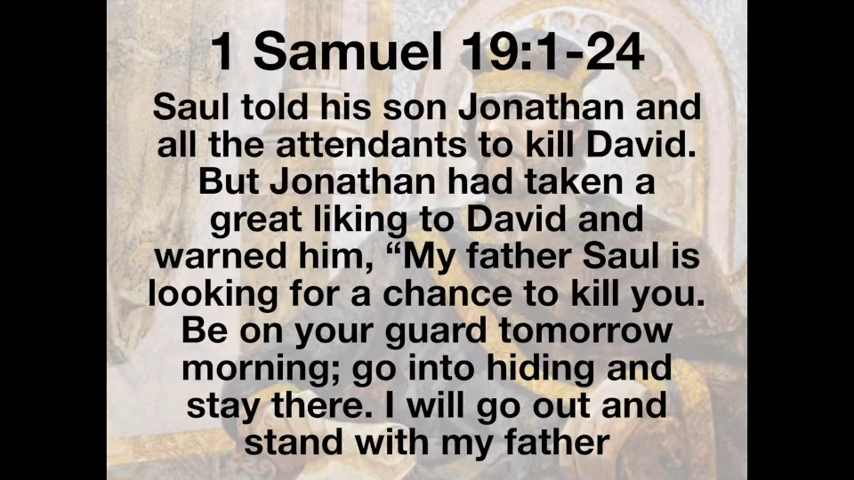 1 Samuel 19:1-24
Saul told his son Jonathan and
all the attendants to kill David.
But Jonathan had taken a
great liking to David and
warned him, “My father Saul is
looking for a chance to kill you.
Be on your guard tomorrow
morning; go into hiding and
stay there. I will go out and
stand with my father